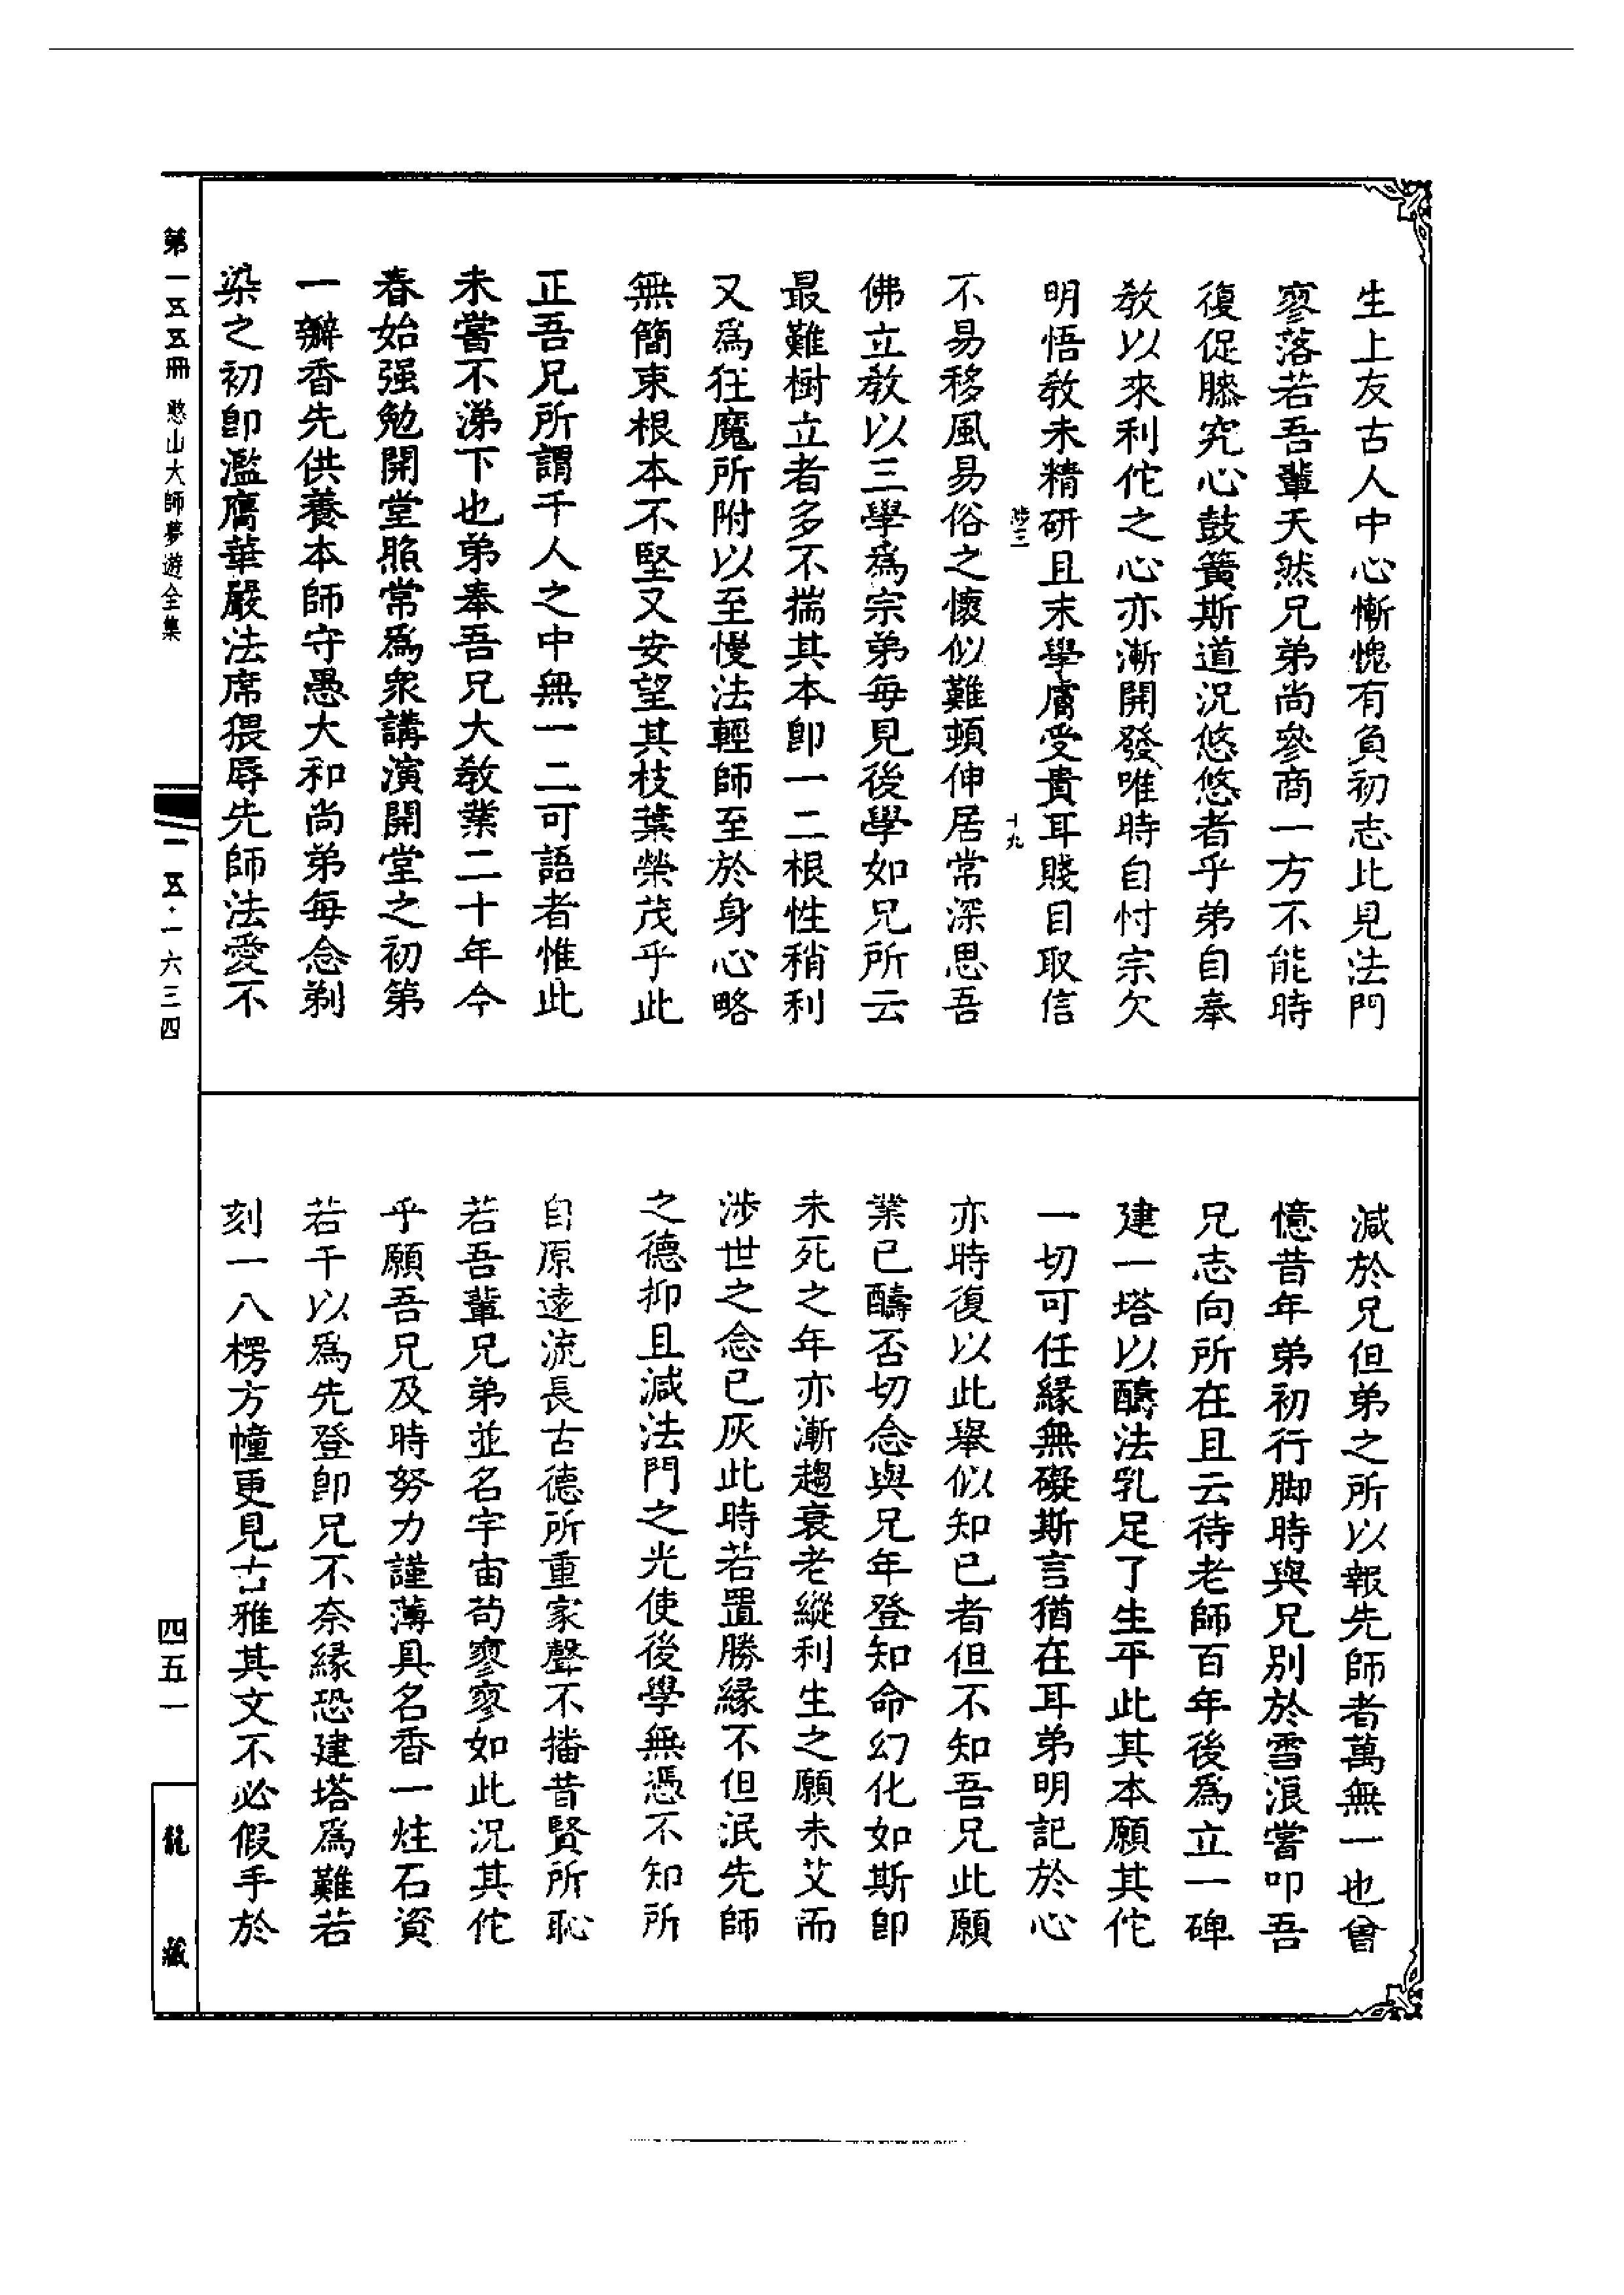 生上友古人中心慚愧有負初志比見法門
寥落若吾輩天然兄弟尚參商一方不能時
復促膝究心鼓簧斯道況悠悠者乎弟自奉
教以來利佗之心亦漸開發唯時自忖宗欠
明悟教未精研且末學膚受貴耳賤目取信
涉三
十九
不易移風易俗之懷似難頓伸居常深思吾
佛立教以三學為宗弟每見後學如兄所云
最難樹立者多不揣其本即一二根性稍利
又為狂魔所附以至慢法輕師至於身心略
無簡束根本不堅又安望其枝葉榮茂乎此
正吾兄所謂千人之中無一二可語者惟此
未嘗不涕下也弟奉吾兄大教業二十年今
春始强勉開堂照常為衆講演開堂之初第
一瓣香先供養本師守愚大和尚弟每念剃
染之初即濫膺華嚴法席猥辱先師法愛不
減於兄但弟之所以報先師者萬無一也曾
憶昔年弟初行脚時與兄別於雪浪嘗叩吾
兄志向所在且云待老師百年後為立一碑
建一塔以酬法乳足了生平此其本願其佗
一切可任緣無礙斯言猶在耳弟明記於心
亦時復以此舉似知已者但不知吾兄此願
業已酬否切念與兄年登知命幻化如斯即
未死之年亦漸趨衰老縱利生之願未艾而
涉世之念已灰此時若置勝緣不但泯先師
之德抑且減法門之光使後學無憑不知所
自原遠流長古德所重家聲不播昔賢所恥
若吾輩兄弟並名宇宙苟寥寥如此況其佗
乎願吾兄及時努力謹薄具名香一炷石資
若干以為先登即兄不奈緣恐建塔為難若
刻一八楞方幢更見古雅其文不必假手於
第一五五冊 憨山大師夢遊全集
一五·一六三四
四五一
龍藏